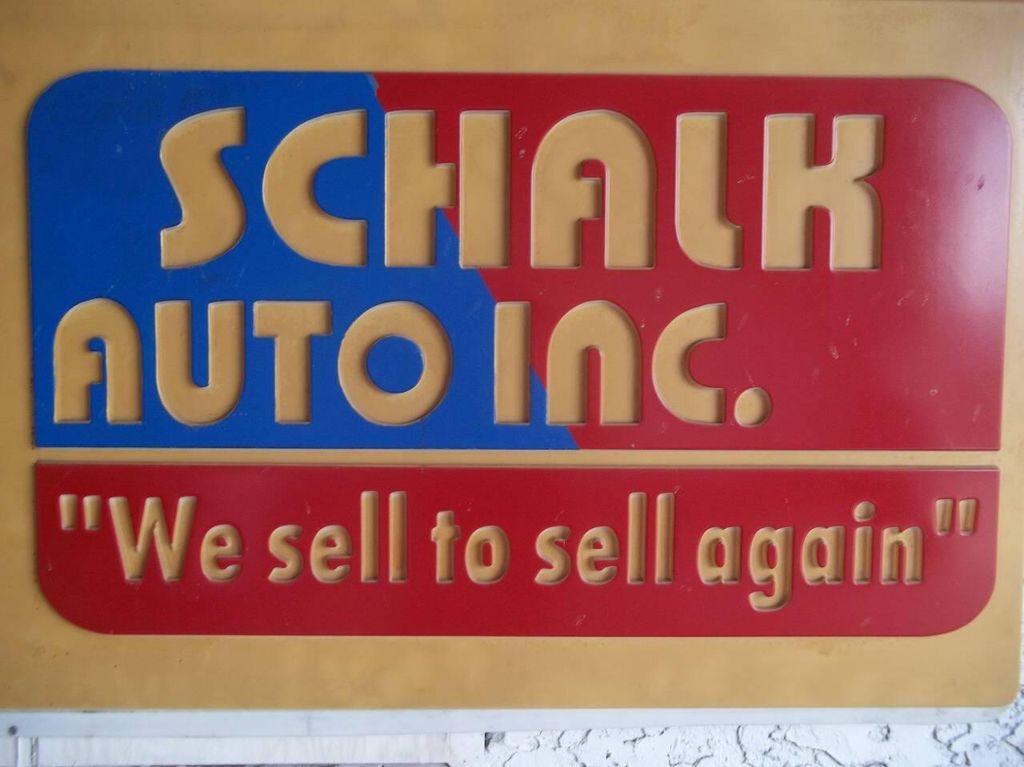 SCHALK
AUTO INC.
"We sell to sell again"